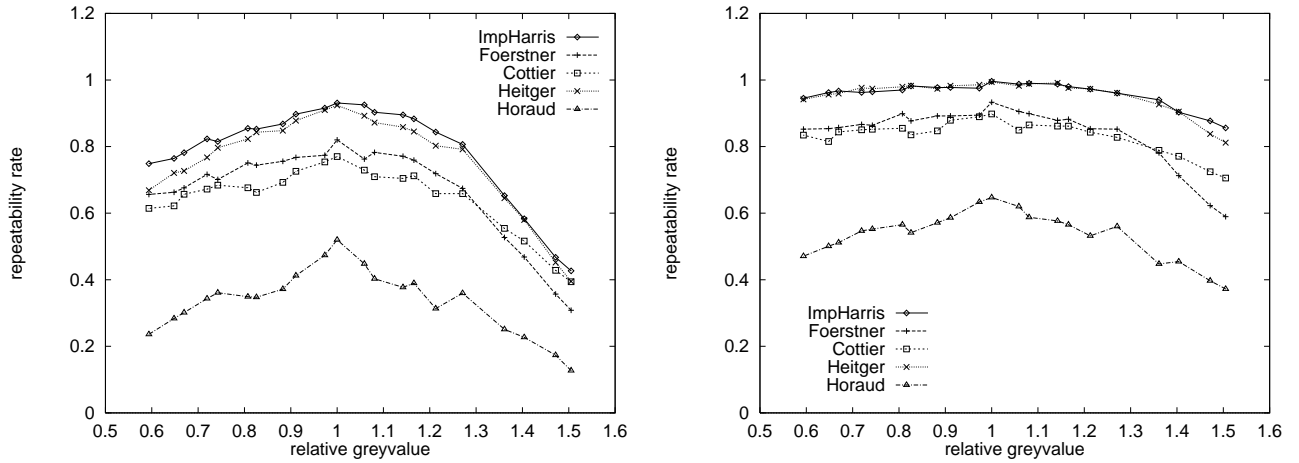 repeatability rate
1.2
1
0.8
0.6
0.4
0.2
0
ImpHarris
Foerstner
Cottier
Heitger
Horaud
0.5 0.6 0.7 0.8 0.9 1 1.1 1.2 1.3 1.4 1.5 1.6
relative greyvalue
repeatability rate
1.2
1
0.8
0.6
0.4
0.2
0
ImpHarris
Foerstner
Cottier
Heitger
Horaud
0.5 0.6 0.7 0.8 0.9 1 1.1 1.2 1.3 1.4 1.5 1.6
relative greyvalue